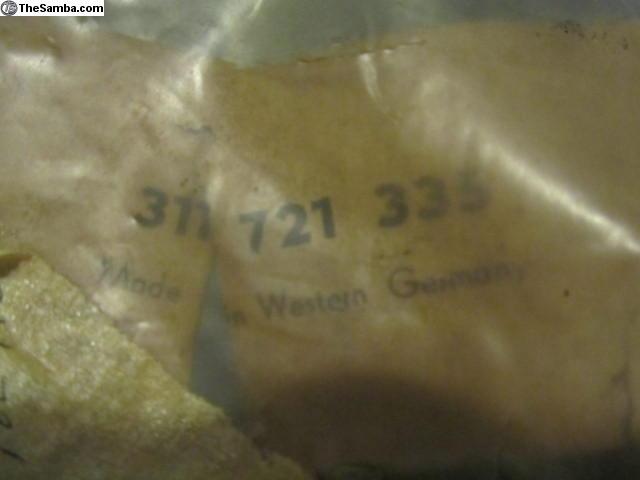 TheSamba.com
311 721 335
Made in Western Germany